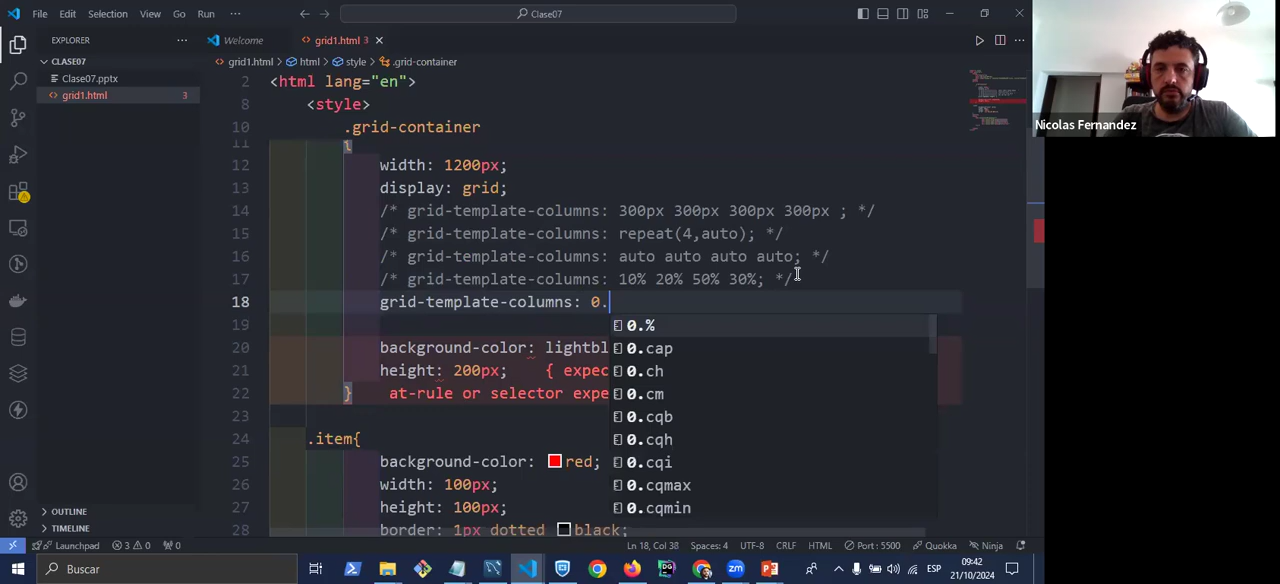 File Edit Selection View Go Run ··· Clase07
EXPLORER ··· Welcome grid1.html 3
CLASE07 grid1.html > html > style > .grid-container
Clase07.pptx
grid1.html 3
2 <html lang="en">
8 <style>
10 .grid-container
11 {
12 width: 1200px;
13 display: grid;
14 /* grid-template-columns: 300px 300px 300px 300px ; */
15 /* grid-template-columns: repeat(4,auto); */
16 /* grid-template-columns: auto auto auto auto; */
17 /* grid-template-columns: 10% 20% 50% 30%; */
18 grid-template-columns: 0.
19
20 background-color: lightbl
21 height: 200px; { expec
22 } at-rule or selector expe
23
24 .item{
25 background-color: red;
26 width: 100px;
27 height: 100px;
28 border: 1px dotted black;
0.%
0.cap
0.ch
0.cm
0.cqb
0.cqh
0.cqi
0.cqmax
0.cqmin
OUTLINE
TIMELINE
Launchpad 3 0 0 Ln 18, Col 38 Spaces: 4 UTF-8 CRLF HTML Port : 5500 Quokka Ninja
Buscar ESP 09:42
21/10/2024
Nicolas Fernandez